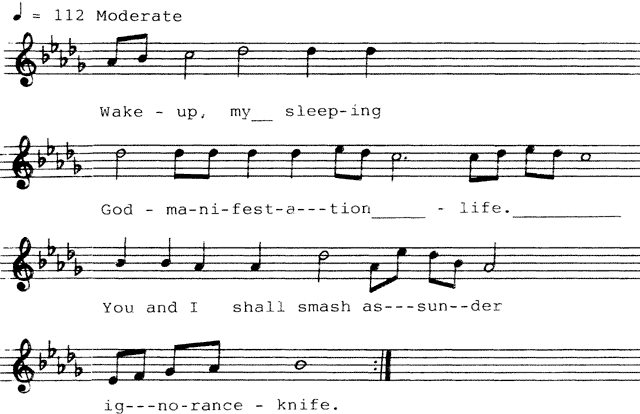 ♩ = 112 Moderate
Wake - up, my__ sleep-ing
God - ma-ni-fest-a---tion_____ - life.__________
You and I shall smash as---sun--der
ig---no-rance - knife.